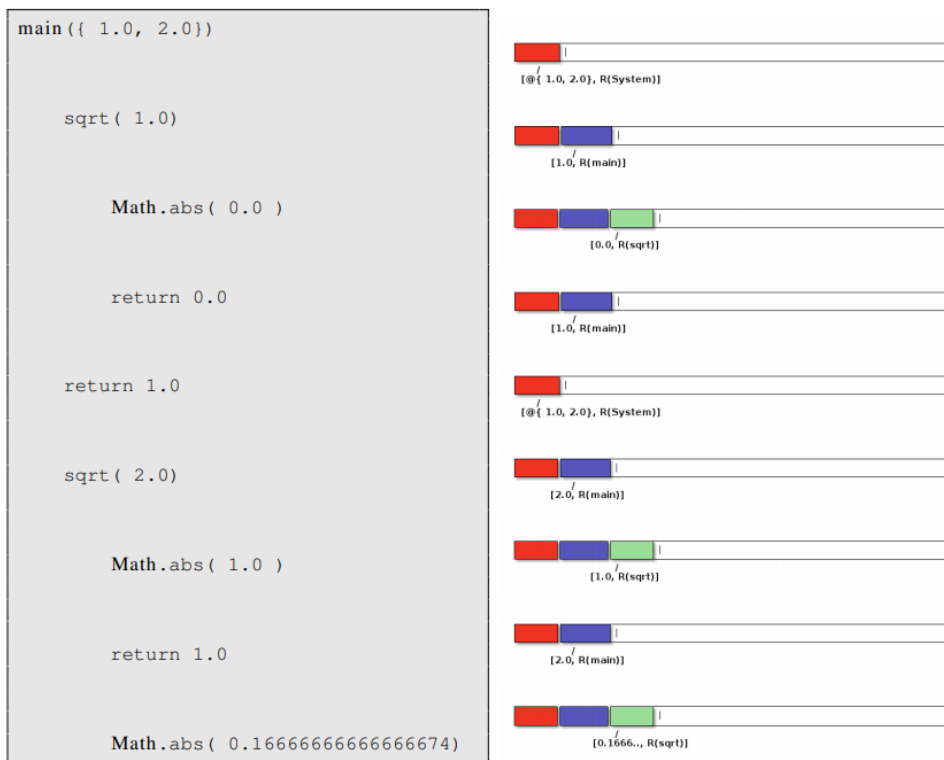 main({ 1.0, 2.0})
[@{ 1.0, 2.0}, R(System)]
sqrt( 1.0)
[1.0, R(main)]
Math.abs( 0.0 )
[0.0, R(sqrt)]
return 0.0
[1.0, R(main)]
return 1.0
[@{ 1.0, 2.0}, R(System)]
sqrt( 2.0)
[2.0, R(main)]
Math.abs( 1.0 )
[1.0, R(sqrt)]
return 1.0
[2.0, R(main)]
Math.abs( 0.16666666666666674)
[0.1666.., R(sqrt)]